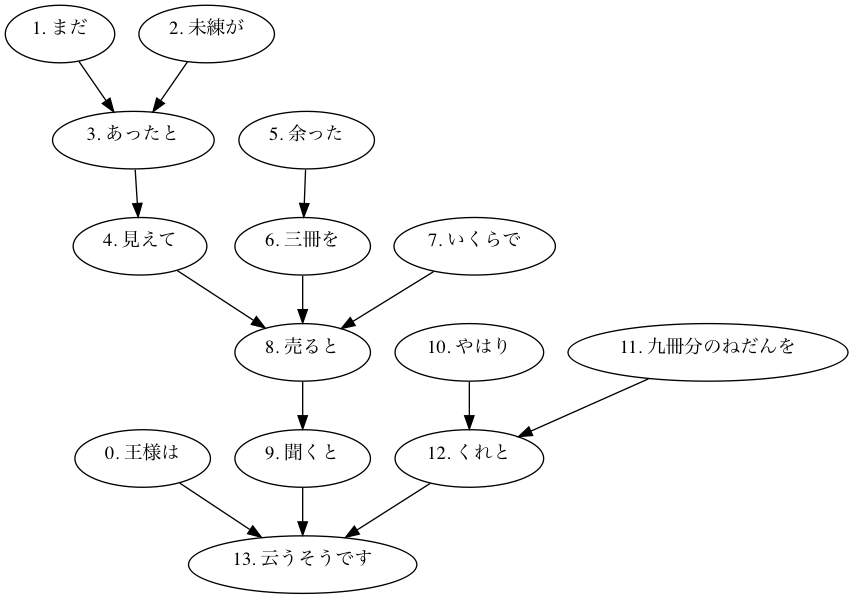 1. まだ
2. 未練が
3. あったと
5. 余った
4. 見えて
6. 三冊を
7. いくらで
8. 売ると
10. やはり
11. 九冊分のねだんを
0. 王様は
9. 聞くと
12. くれと
13. 云うそうです